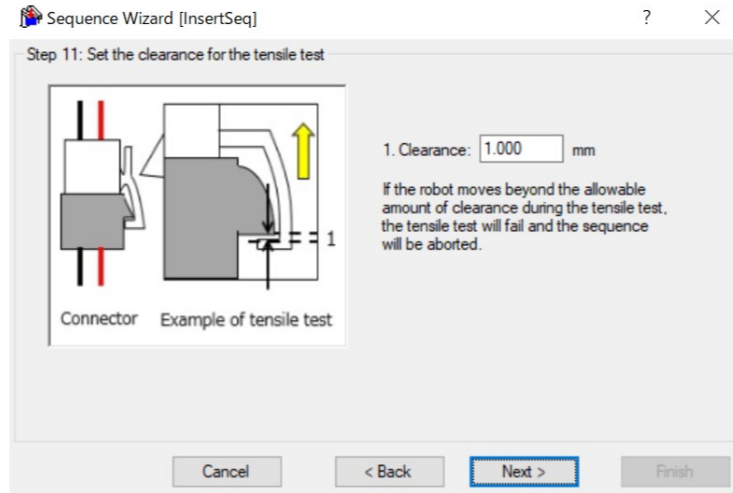 Sequence Wizard [InsertSeq]
?
Step 11: Set the clearance for the tensile test
1
Connector
Example of tensile test
1. Clearance: 1.000 mm
If the robot moves beyond the allowable
amount of clearance during the tensile test,
the tensile test will fail and the sequence
will be aborted.
Cancel
< Back
Next >
Finish